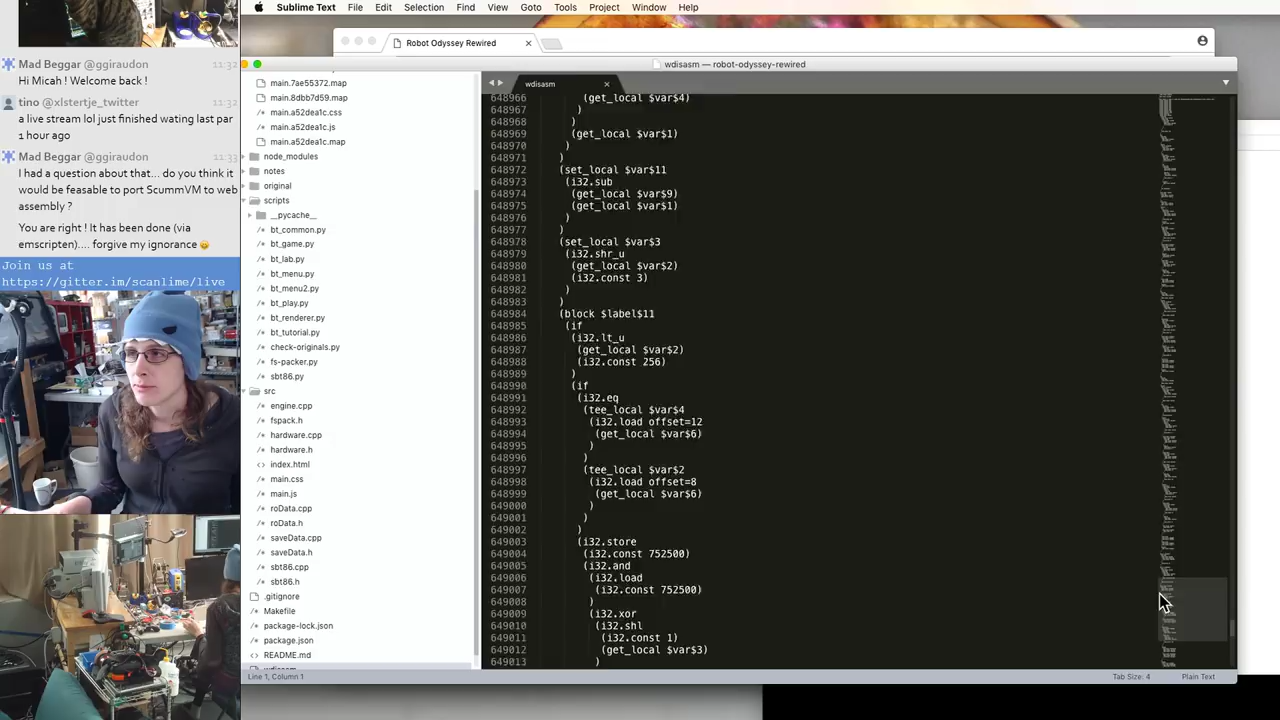 Sublime Text File Edit Selection Find View Goto Tools Project Window Help
Robot Odyssey Rewired
wdisasm — robot-odyssey-rewired
Mad Beggar @ggiraudon 11:32
Hi Micah ! Welcome back !
tino @xlstertje_twitter 11:32
a live stream lol just finished wating last par
1 hour ago
Mad Beggar @ggiraudon 11:33
I had a question about that... do you think it
would be feasable to port ScummVM to web
assembly ?
You are right ! It has been done (via
emscripten).... forgive my ignorance
Join us at
https://gitter.im/scanlime/live
main.7ae55372.map
main.8dbb7d59.map
main.a52dea1c.css
main.a52dea1c.js
main.a52dea1c.map
node_modules
notes
original
scripts
__pycache__
bt_common.py
bt_game.py
bt_lab.py
bt_menu.py
bt_menu2.py
bt_play.py
bt_renderer.py
bt_tutorial.py
check-originals.py
fs-packer.py
sbt86.py
src
engine.cpp
fspack.h
hardware.cpp
hardware.h
index.html
main.css
main.js
roData.cpp
roData.h
saveData.cpp
saveData.h
sbt86.cpp
sbt86.h
.gitignore
Makefile
package-lock.json
package.json
README.md
wdisasm
wdisasm
648966 (get_local $var$4)
648967 )
648968 )
648969 (get_local $var$1)
648970 )
648971 )
648972 (set_local $var$11
648973 (i32.sub
648974 (get_local $var$9)
648975 (get_local $var$1)
648976 )
648977 )
648978 (set_local $var$3
648979 (i32.shr_u
648980 (get_local $var$2)
648981 (i32.const 3)
648982 )
648983 )
648984 (block $label$11
648985 (if
648986 (i32.lt_u
648987 (get_local $var$2)
648988 (i32.const 256)
648989 )
648990 (if
648991 (i32.eq
648992 (tee_local $var$4
648993 (i32.load offset=12
648994 (get_local $var$6)
648995 )
648996 )
648997 (tee_local $var$2
648998 (i32.load offset=8
648999 (get_local $var$6)
649000 )
649001 )
649002 )
649003 (i32.store
649004 (i32.const 752500)
649005 (i32.and
649006 (i32.load
649007 (i32.const 752500)
649008 )
649009 (i32.xor
649010 (i32.shl
649011 (i32.const 1)
649012 (get_local $var$3)
649013 )
Line 1, Column 1
Tab Size: 4
Plain Text